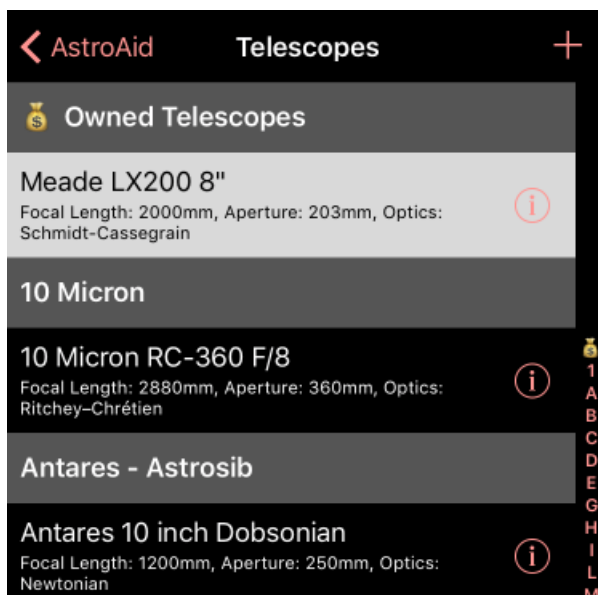 AstroAid Telescopes +
Owned Telescopes
Meade LX200 8"
Focal Length: 2000mm, Aperture: 203mm, Optics:
Schmidt-Cassegrain
10 Micron
10 Micron RC-360 F/8
Focal Length: 2880mm, Aperture: 360mm, Optics:
Ritchey–Chrétien
Antares - Astrosib
Antares 10 inch Dobsonian
Focal Length: 1200mm, Aperture: 250mm, Optics:
Newtonian
1
A
B
C
D
E
G
H
I
L
M